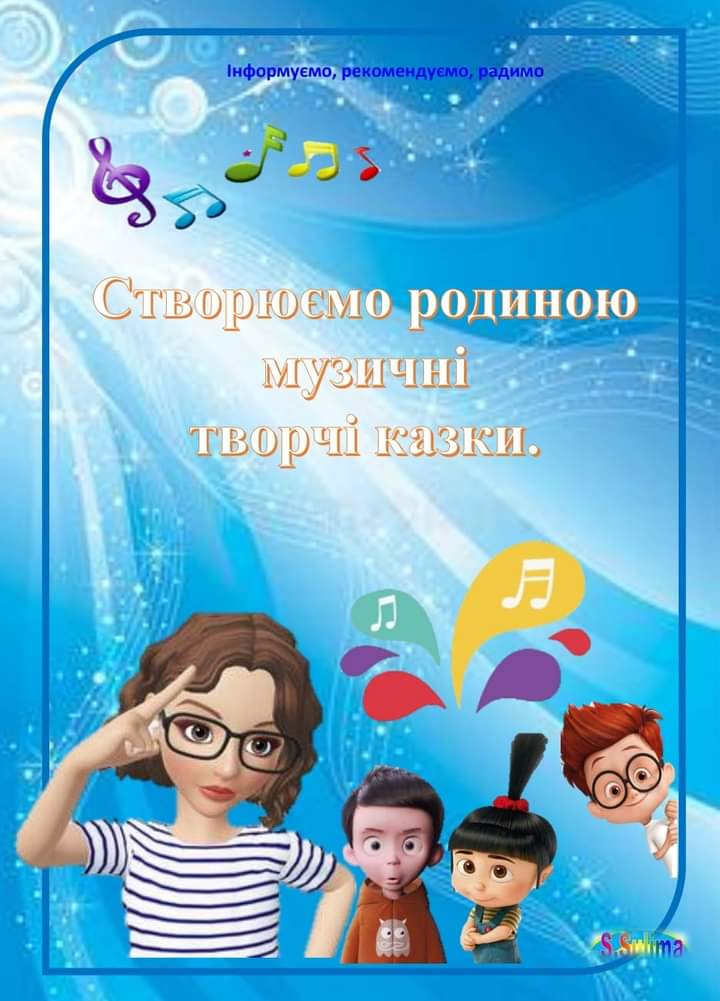 Інформуємо, рекомендуємо, радимо
Створюємо родиною
музичні
творчі казки.
S.Sulima